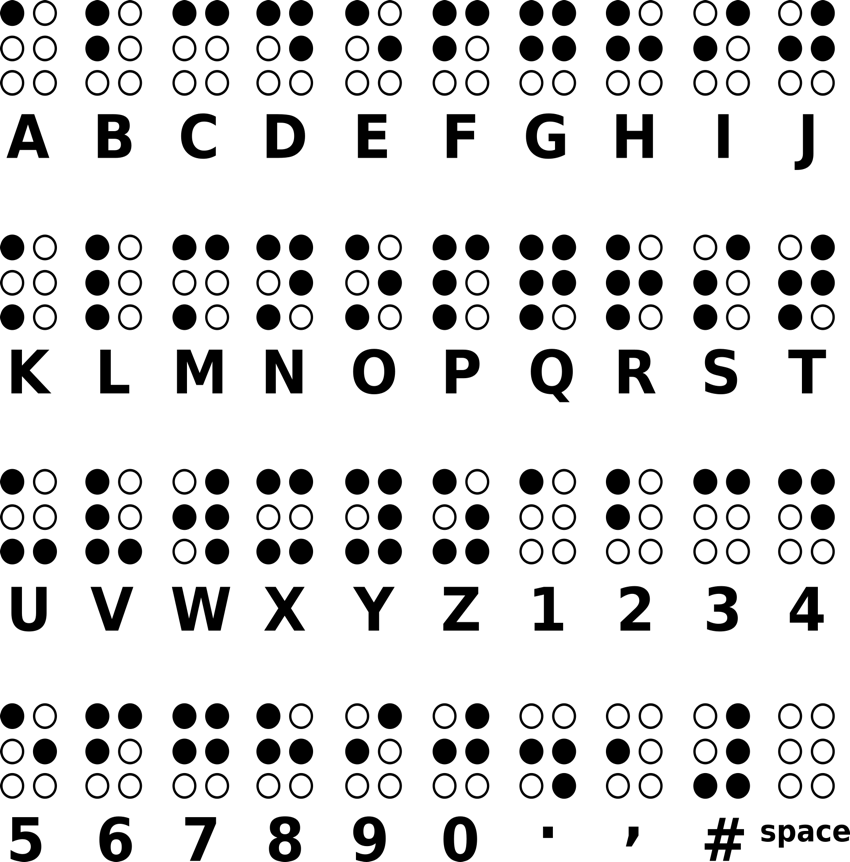 A B C D E F G H I J
K L M N O P Q R S T
U V W X Y Z 1 2 3 4
5 6 7 8 9 0 . , # space